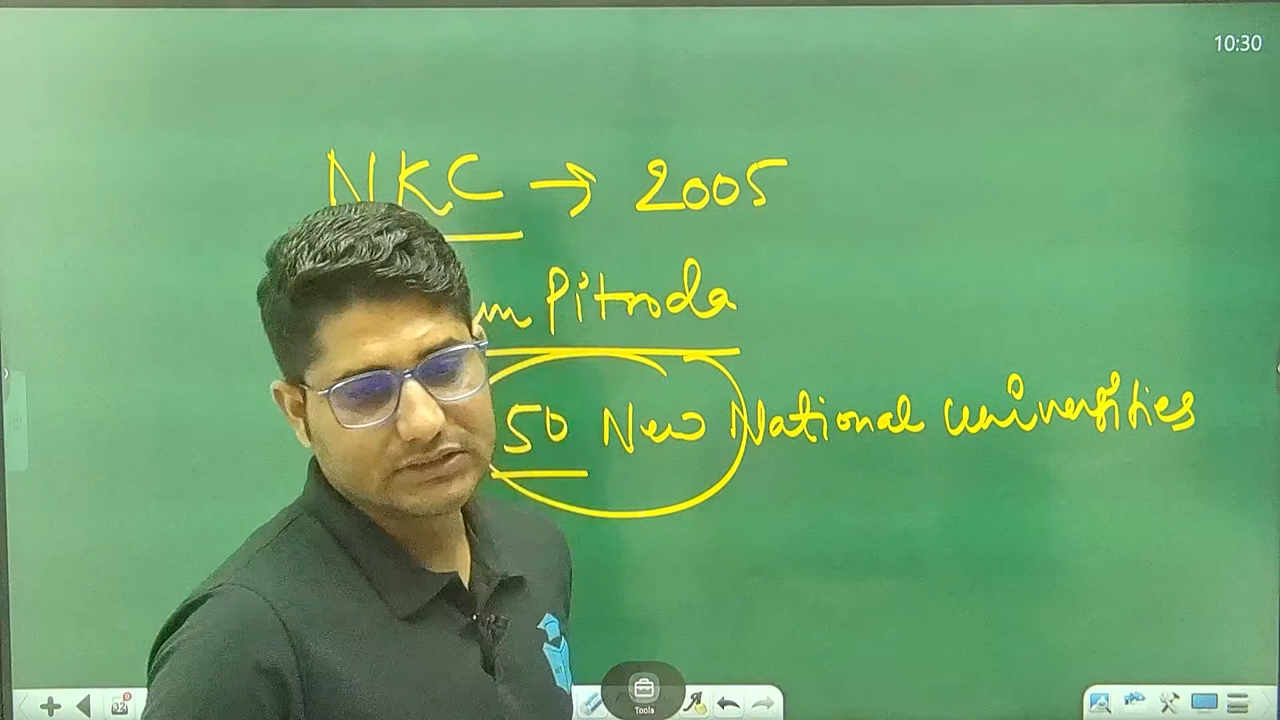 10:30
NKC → 2005
m Pitroda
50 New National Universities
Tools